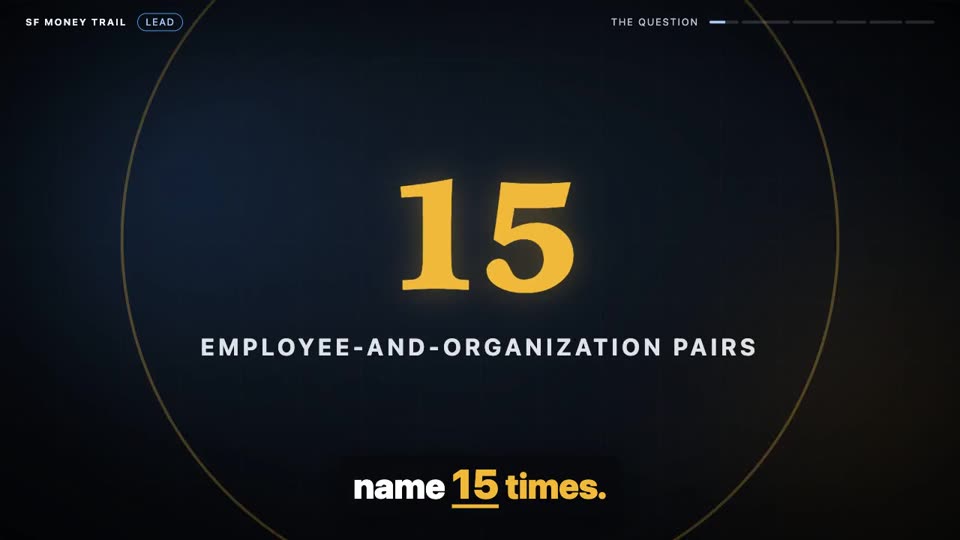 SF MONEY TRAIL LEAD THE QUESTION
15
EMPLOYEE-AND-ORGANIZATION PAIRS
name 15 times.